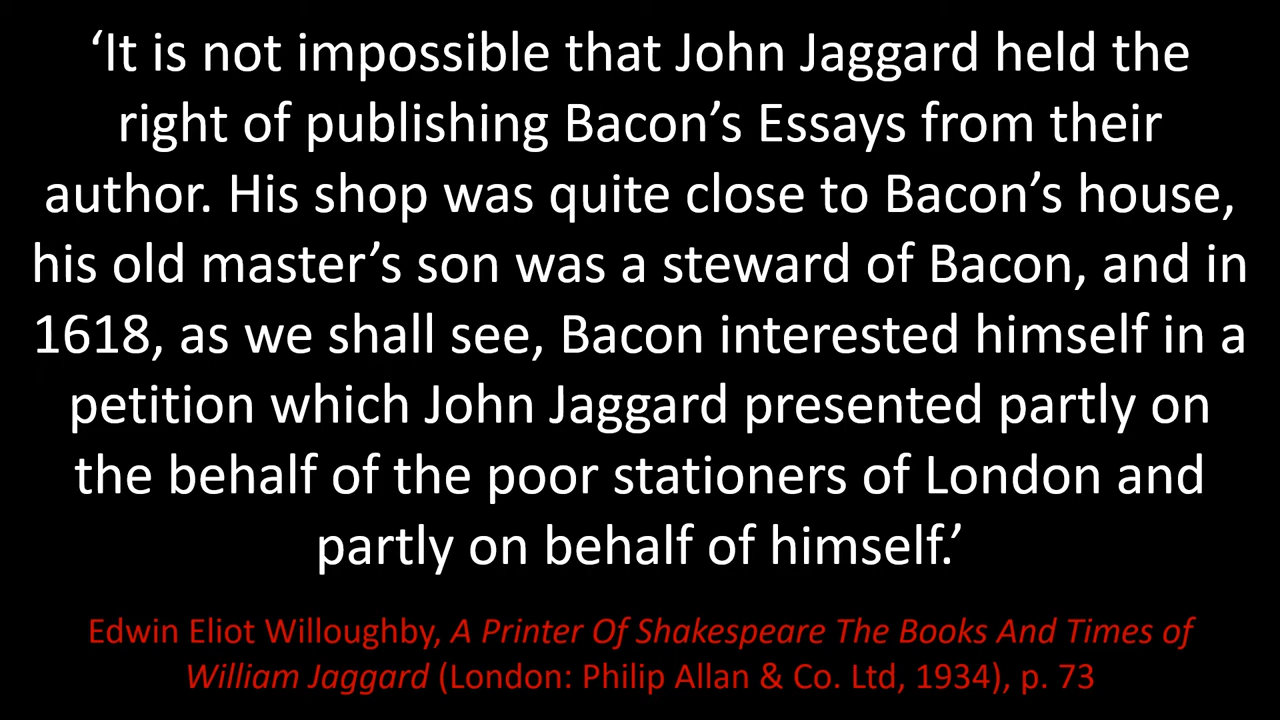 ‘It is not impossible that John Jaggard held the
right of publishing Bacon’s Essays from their
author. His shop was quite close to Bacon’s house,
his old master’s son was a steward of Bacon, and in
1618, as we shall see, Bacon interested himself in a
petition which John Jaggard presented partly on
the behalf of the poor stationers of London and
partly on behalf of himself.’
Edwin Eliot Willoughby, A Printer Of Shakespeare The Books And Times of
William Jaggard (London: Philip Allan & Co. Ltd, 1934), p. 73